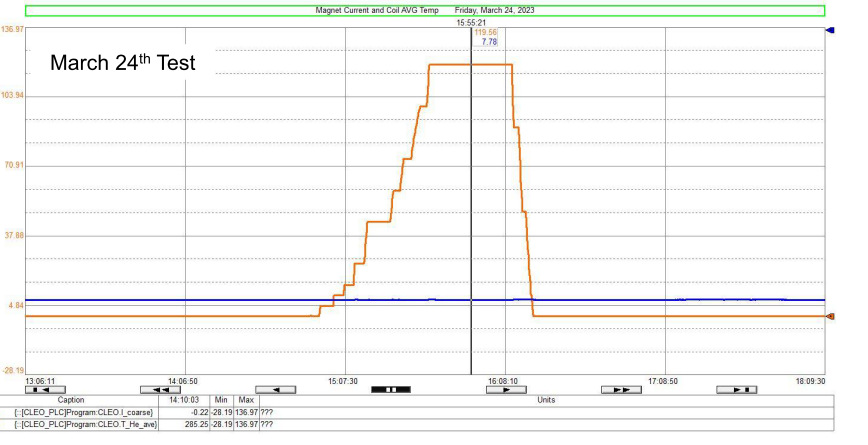 Magnet Current and Coil AVG Temp Friday, March 24, 2023
15:55:21
136.97
119.56
7.78
March 24th Test
103.94
70.91
37.88
4.84
-28.19
13:06:11 14:06:50 15:07:30 16:08:10 17:08:50 18:09:30
Caption 14:10:03 Min Max Units
{::[CLEO_PLC]Program:CLEO.I_coarse} -0.22 -28.19 136.97 ???
{::[CLEO_PLC]Program:CLEO.T_He_ave} 285.25 -28.19 136.97 ???